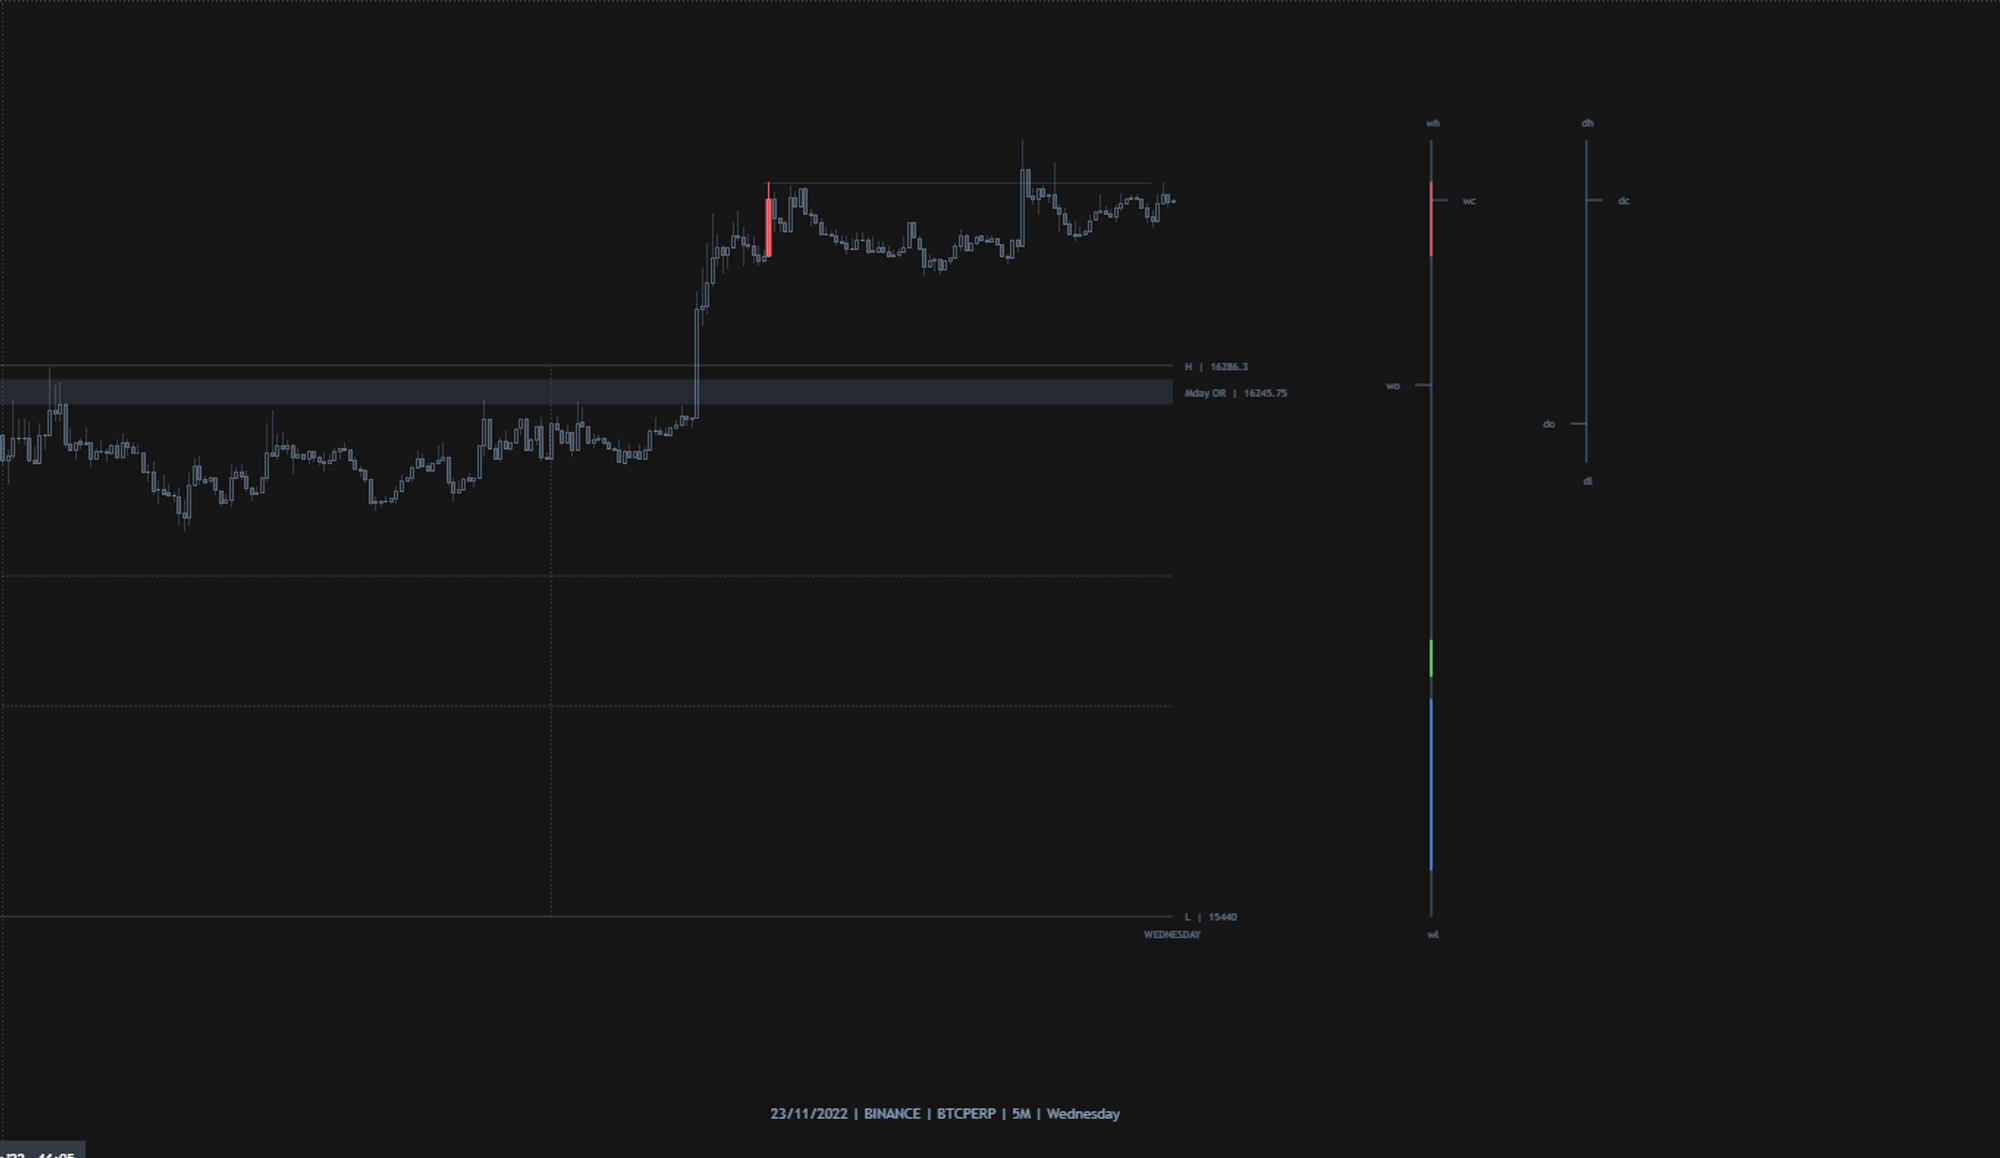 wh
dh
wc
dc
H | 16286.3
wo
Mday OR | 16245.75
do
dl
L | 15440
WEDNESDAY
wl
23/11/2022 | BINANCE | BTCPERP | 5M | Wednesday